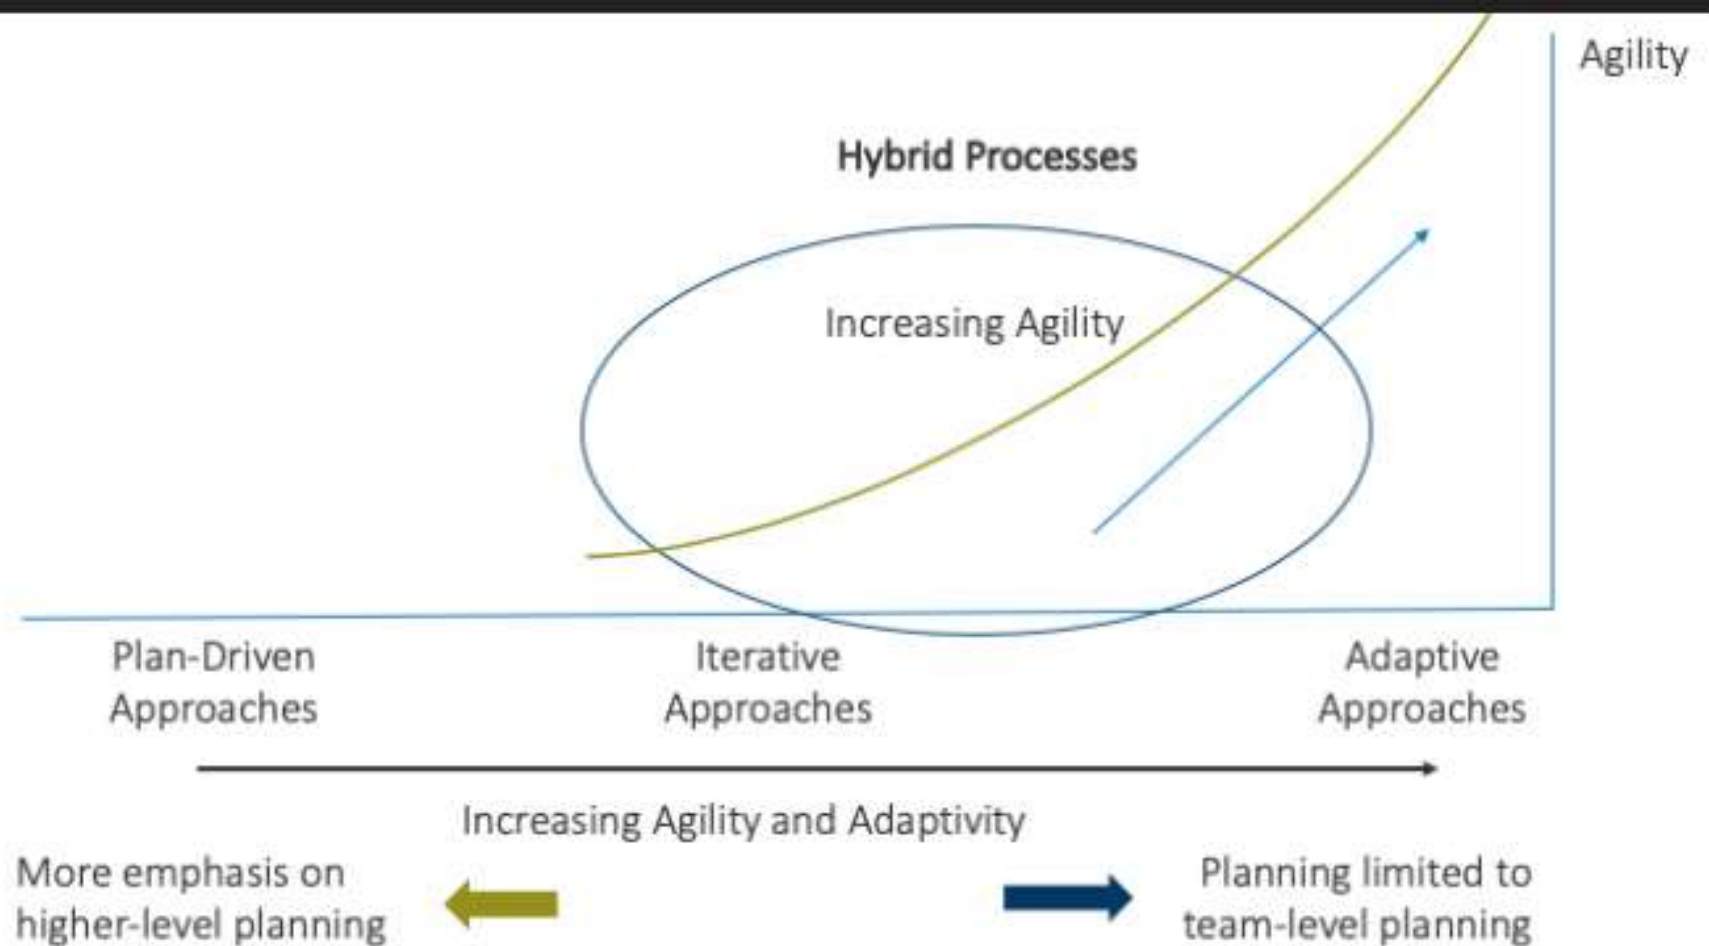 Agility
Hybrid Processes
Increasing Agility
Plan-Driven
Approaches
Iterative
Approaches
Adaptive
Approaches
Increasing Agility and Adaptivity
More emphasis on
higher-level planning
Planning limited to
team-level planning